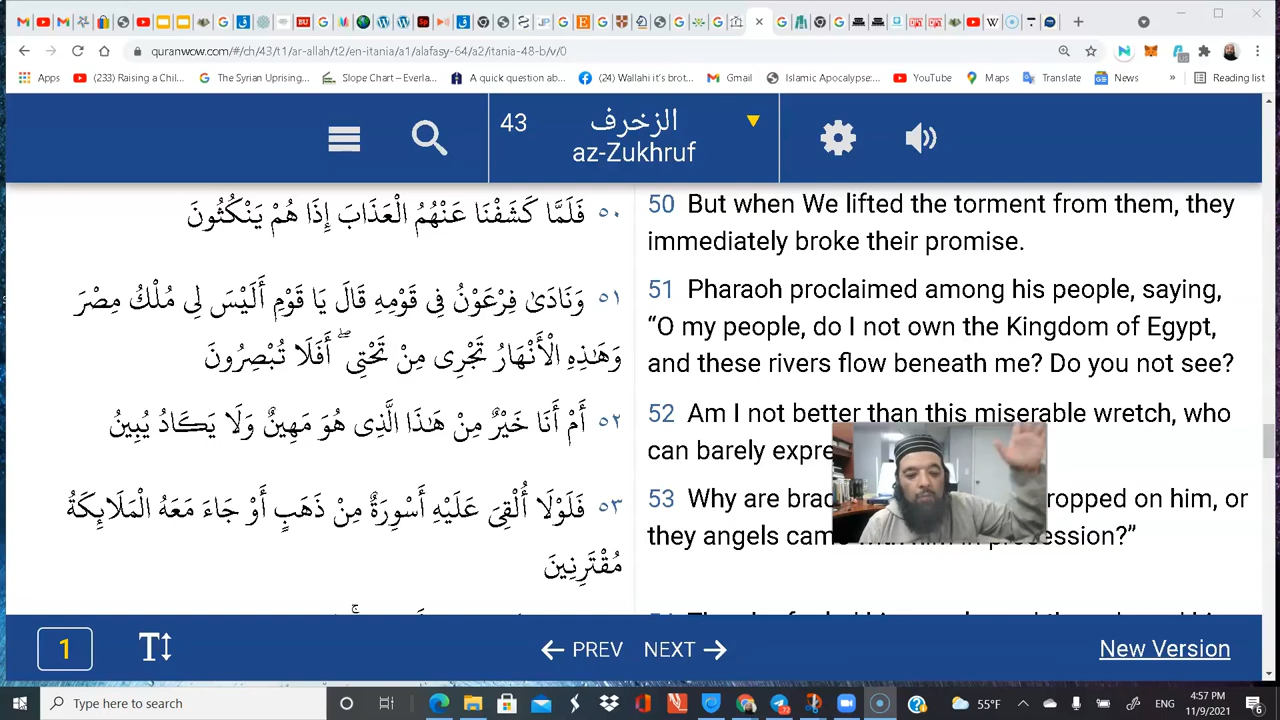 quranwow.com/#/ch/43/t1/ar-allah/t2/en-itania/a1/alafasy-64/a2/itania-48-b/v/0
Apps (233) Raising a Chil... The Syrian Uprising... Slope Chart – Everla... A quick question ab... (24) Wallahi it's brot... Gmail Islamic Apocalypse:... YouTube Maps Translate News » Reading list
43 الزخرف
az-Zukhruf
٥٠ فَلَمَّا كَشَفْنَا عَنْهُمُ الْعَذَابَ إِذَا هُمْ يَنْكُثُونَ
50 But when We lifted the torment from them, they
immediately broke their promise.
٥١ وَنَادَىٰ فِرْعَوْنُ فِي قَوْمِهِ قَالَ يَا قَوْمِ أَلَيْسَ لِي مُلْكُ مِصْرَ
وَهَـٰذِهِ الْأَنْهَارُ تَجْرِي مِنْ تَحْتِي ۖ أَفَلَا تُبْصِرُونَ
51 Pharaoh proclaimed among his people, saying,
“O my people, do I not own the Kingdom of Egypt,
and these rivers flow beneath me? Do you not see?
٥٢ أَمْ أَنَا خَيْرٌ مِنْ هَـٰذَا الَّذِي هُوَ مَهِينٌ وَلَا يَكَادُ يُبِينُ
52 Am I not better than this miserable wretch, who
can barely expre
٥٣ فَلَوْلَا أُلْقِيَ عَلَيْهِ أَسْوِرَةٌ مِنْ ذَهَبٍ أَوْ جَاءَ مَعَهُ الْمَلَائِكَةُ
مُقْتَرِنِينَ
53 Why are brac ropped on him, or
they angels came with him in procession?”
1 T PREV NEXT New Version
Type here to search 55°F ENG 4:57 PM
11/9/2021 6